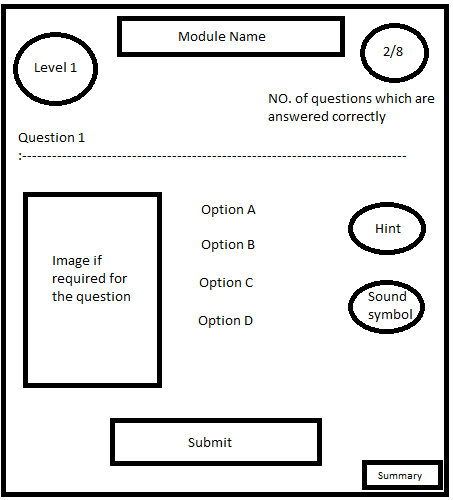 Module Name
Level 1
2/8
NO. of questions which are
answered correctly
Question 1
:--------------------------------------------------------------------------------
Image if
required for
the question
Option A
Option B
Option C
Option D
Hint
Sound
symbol
Submit
Summary